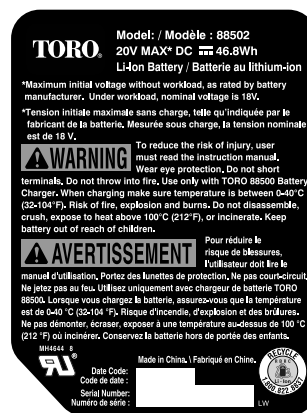 TORO®
Model: / Modèle : 88502
20V MAX* DC 46.8Wh
Li-Ion Battery / Batterie au lithium-ion
*Maximum initial voltage without workload, as rated by battery
manufacturer. Under workload, nominal voltage is 18V.
*Tension initiale maximale sans charge, telle qu'indiquée par le
fabricant de la batterie. Mesurée sous charge, la tension nominale
est de 18 V.
WARNING
To reduce the risk of injury, user
must read the instruction manual.
Wear eye protection. Do not short
terminals. Do not throw into fire. Use only with TORO 88500 Battery
Charger. When charging make sure temperature is between 0-40°C
(32-104°F). Risk of fire, explosion and burns. Do not disassemble,
crush, expose to heat above 100°C (212°F), or incinerate. Keep
battery out of reach of children.
AVERTISSEMENT
Pour réduire le
risque de blessures,
l'utilisateur doit lire le
manuel d'utilisation. Portez des lunettes de protection. Ne pas court-circuit.
Ne jetez pas au feu. Utilisez uniquement avec chargeur de batterie TORO
88500. Lorsque vous chargez la batterie, assurez-vous que la température
est de 0-40 °C (32-104 °F). Risque d'incendie, d'explosion et des brûlures.
Ne pas démonter, écraser, exposer à une température au-dessus de 100 °C
(212 °F) où incinérer. Conservez la batterie hors de portée des enfants.
MH4644 8
Made in China. \ Fabriqué en Chine.
Date Code:
Code de date :
Serial Number:
Numéro de série :
LW
RECYCLE
Li-Ion
1.800.822.8837